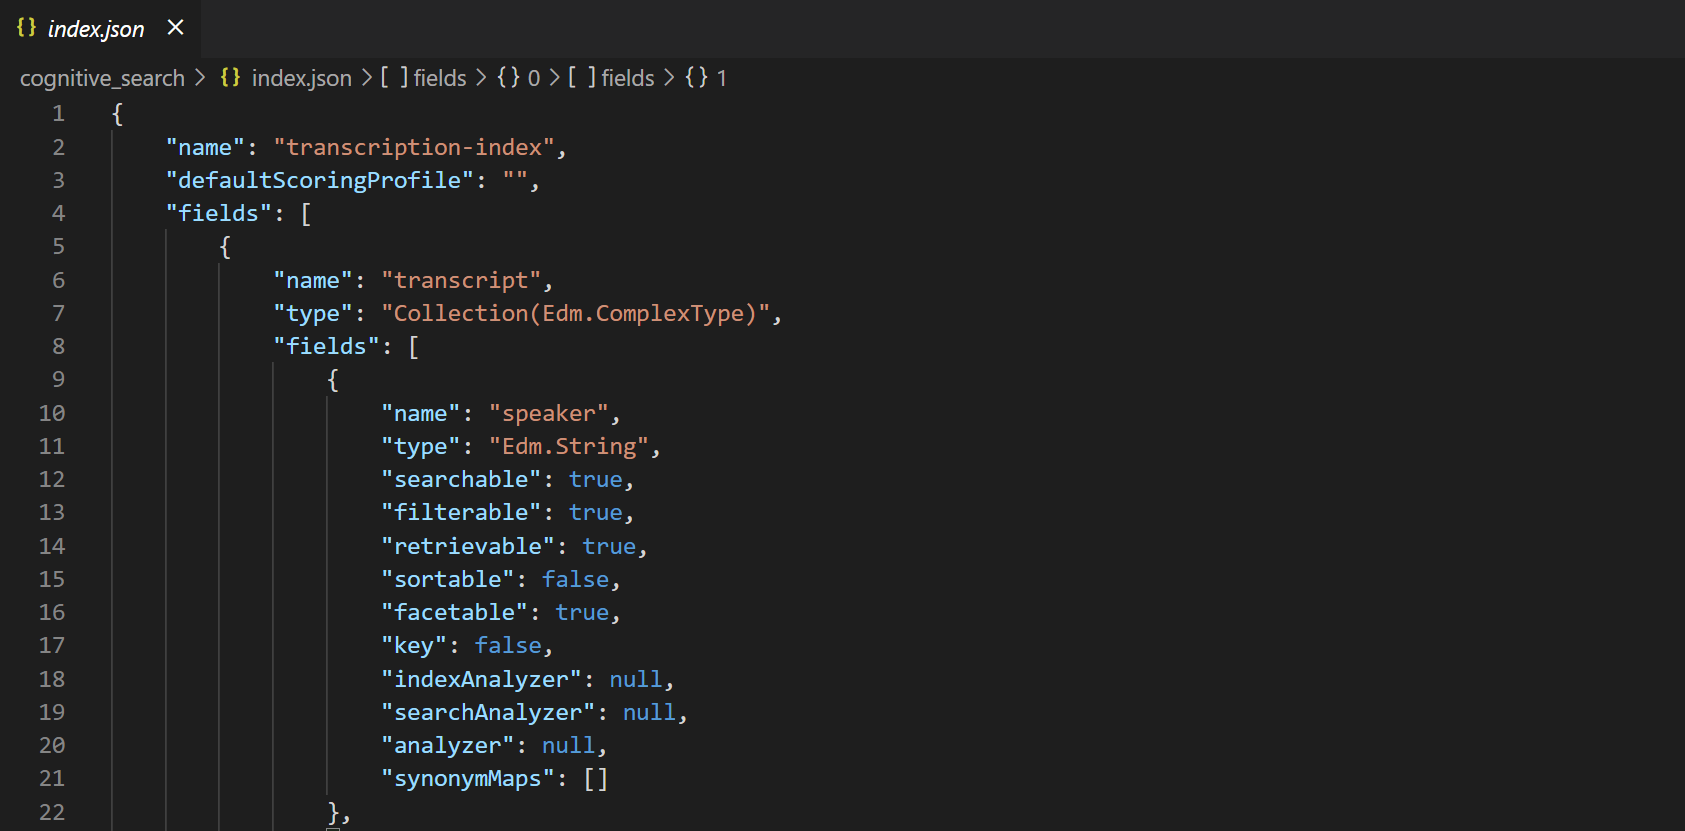 {} index.json ×
cognitive_search > {} index.json > [ ] fields > {} 0 > [ ] fields > {} 1
1 {
2 "name": "transcription-index",
3 "defaultScoringProfile": "",
4 "fields": [
5 {
6 "name": "transcript",
7 "type": "Collection(Edm.ComplexType)",
8 "fields": [
9 {
10 "name": "speaker",
11 "type": "Edm.String",
12 "searchable": true,
13 "filterable": true,
14 "retrievable": true,
15 "sortable": false,
16 "facetable": true,
17 "key": false,
18 "indexAnalyzer": null,
19 "searchAnalyzer": null,
20 "analyzer": null,
21 "synonymMaps": []
22 },